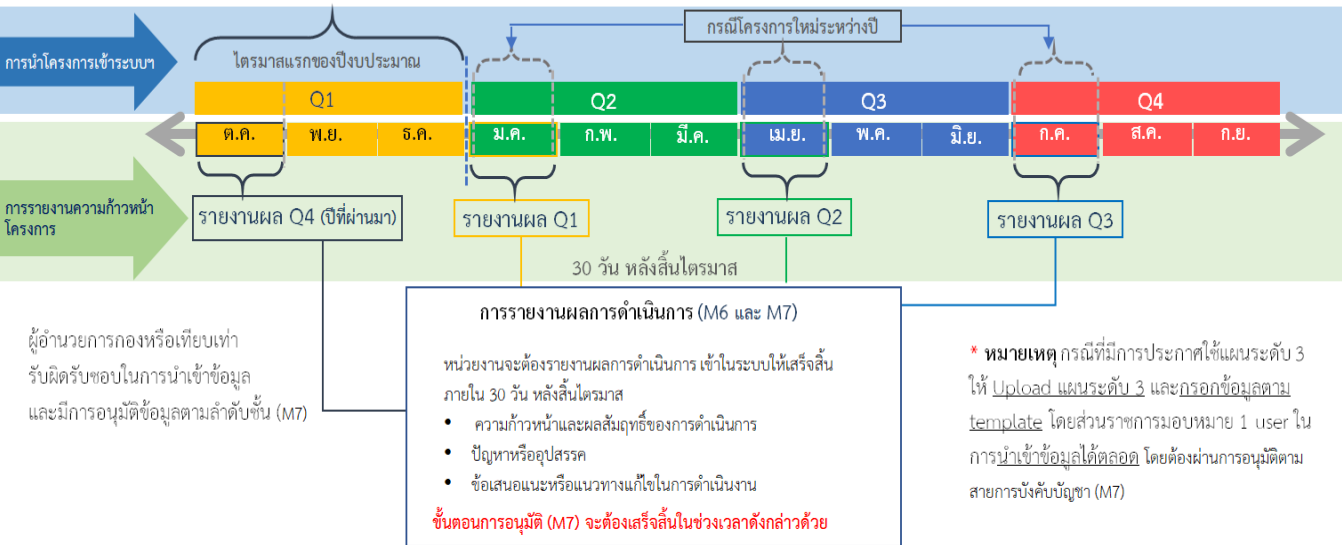 กรณีโครงการใหม่ระหว่างปี
การนำโครงการเข้าระบบฯ
ไตรมาสแรกของปีงบประมาณ
Q1 Q2 Q3 Q4
ต.ค. พ.ย. ธ.ค. ม.ค. ก.พ. มี.ค. เม.ย. พ.ค. มิ.ย. ก.ค. ส.ค. ก.ย.
การรายงานความก้าวหน้า
โครงการ
รายงานผล Q4 (ปีที่ผ่านมา)
รายงานผล Q1
รายงานผล Q2
รายงานผล Q3
30 วัน หลังสิ้นไตรมาส
ผู้อำนวยการกองหรือเทียบเท่า
รับผิดรับชอบในการนำเข้าข้อมูล
และมีการอนุมัติข้อมูลตามลำดับชั้น (M7)
การรายงานผลการดำเนินการ (M6 และ M7)
หน่วยงานจะต้องรายงานผลการดำเนินการ เข้าในระบบให้เสร็จสิ้น
ภายใน 30 วัน หลังสิ้นไตรมาส
• ความก้าวหน้าและผลสัมฤทธิ์ของการดำเนินการ
• ปัญหาหรืออุปสรรค
• ข้อเสนอแนะหรือแนวทางแก้ไขในการดำเนินงาน
ขั้นตอนการอนุมัติ (M7) จะต้องเสร็จสิ้นในช่วงเวลาดังกล่าวด้วย
* หมายเหตุ กรณีที่มีการประกาศใช้แผนระดับ 3
ให้ Upload แผนระดับ 3 และกรอกข้อมูลตาม
template โดยส่วนราชการมอบหมาย 1 user ใน
การนำเข้าข้อมูลได้ตลอด โดยต้องผ่านการอนุมัติตาม
สายการบังคับบัญชา (M7)